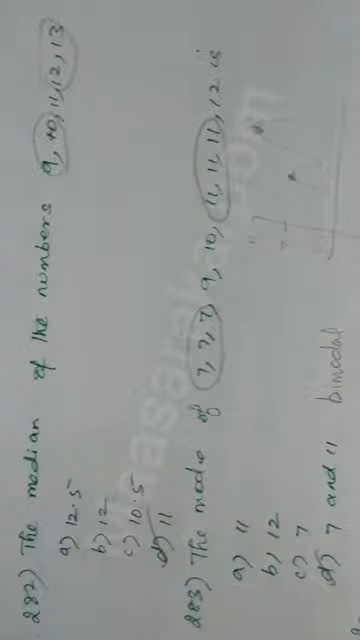 282) The median of the numbers 9, 10, 11, 12, 13
a) 12.5
b) 12
c) 10.5
d) 11
283) The mode of 7, 7, 7, 9, 10, 11, 11, 11, 12 is
a) 11
b) 12
c) 7
d) 7 and 11 bimodal